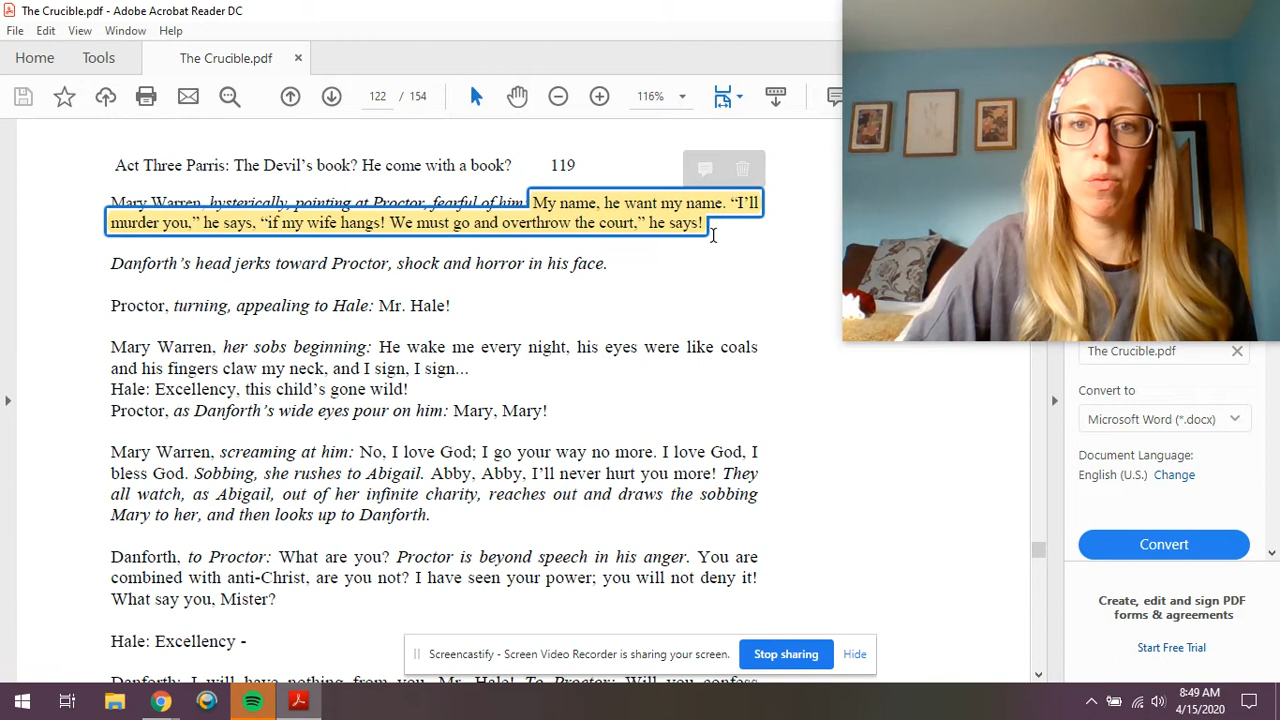 The Crucible.pdf - Adobe Acrobat Reader DC
File Edit View Window Help
Home Tools The Crucible.pdf ×
122 / 154 116%
Act Three Parris: The Devil’s book? He come with a book? 119
Mary Warren, hysterically, pointing at Proctor, fearful of him: My name, he want my name. “I’ll
murder you,” he says, “if my wife hangs! We must go and overthrow the court,” he says!
Danforth’s head jerks toward Proctor, shock and horror in his face.
Proctor, turning, appealing to Hale: Mr. Hale!
Mary Warren, her sobs beginning: He wake me every night, his eyes were like coals
and his fingers claw my neck, and I sign, I sign...
Hale: Excellency, this child’s gone wild!
Proctor, as Danforth’s wide eyes pour on him: Mary, Mary!
Mary Warren, screaming at him: No, I love God; I go your way no more. I love God, I
bless God. Sobbing, she rushes to Abigail. Abby, Abby, I’ll never hurt you more! They
all watch, as Abigail, out of her infinite charity, reaches out and draws the sobbing
Mary to her, and then looks up to Danforth.
Danforth, to Proctor: What are you? Proctor is beyond speech in his anger. You are
combined with anti-Christ, are you not? I have seen your power; you will not deny it!
What say you, Mister?
Hale: Excellency -
Danforth: I will have nothing from you, Mr. Hale! To Proctor: Will you confess
The Crucible.pdf
Convert to
Microsoft Word (*.docx)
Document Language:
English (U.S.) Change
Convert
Create, edit and sign PDF
forms & agreements
Start Free Trial
Screencastify - Screen Video Recorder is sharing your screen. Stop sharing Hide
8:49 AM
4/15/2020